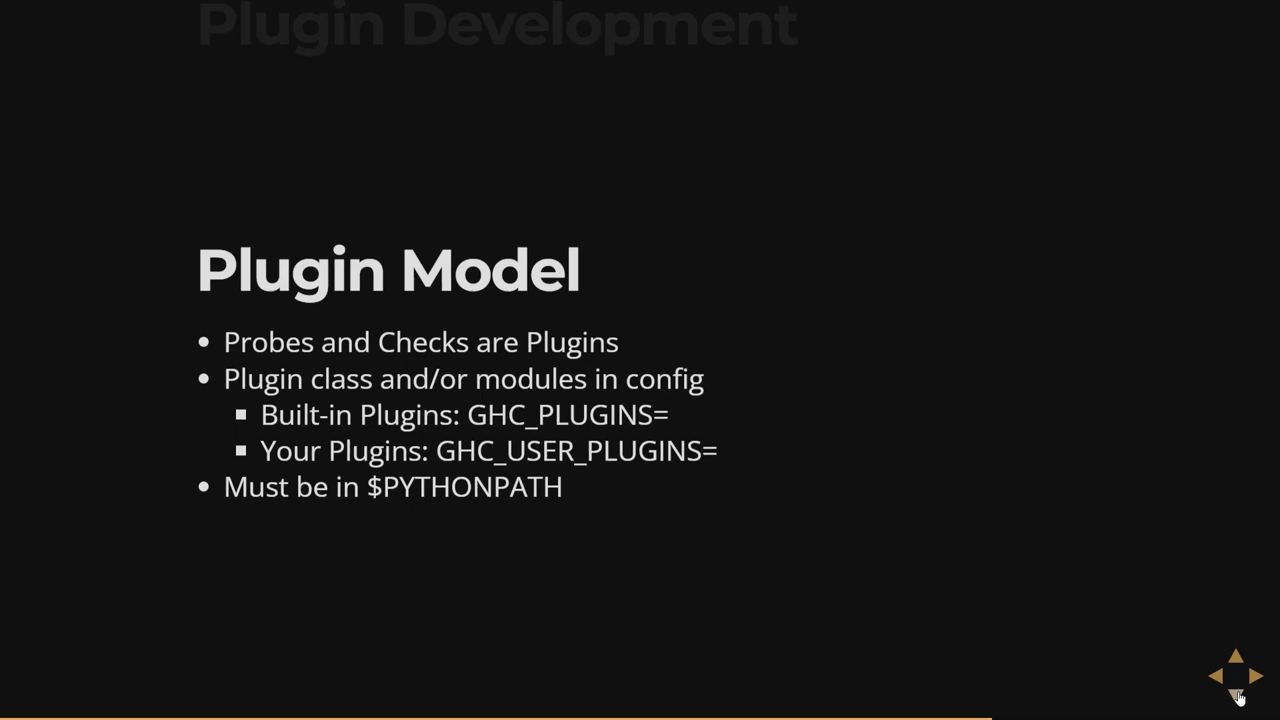 Plugin Development
Plugin Model
Probes and Checks are Plugins
Plugin class and/or modules in config
Built-in Plugins: GHC_PLUGINS=
Your Plugins: GHC_USER_PLUGINS=
Must be in $PYTHONPATH